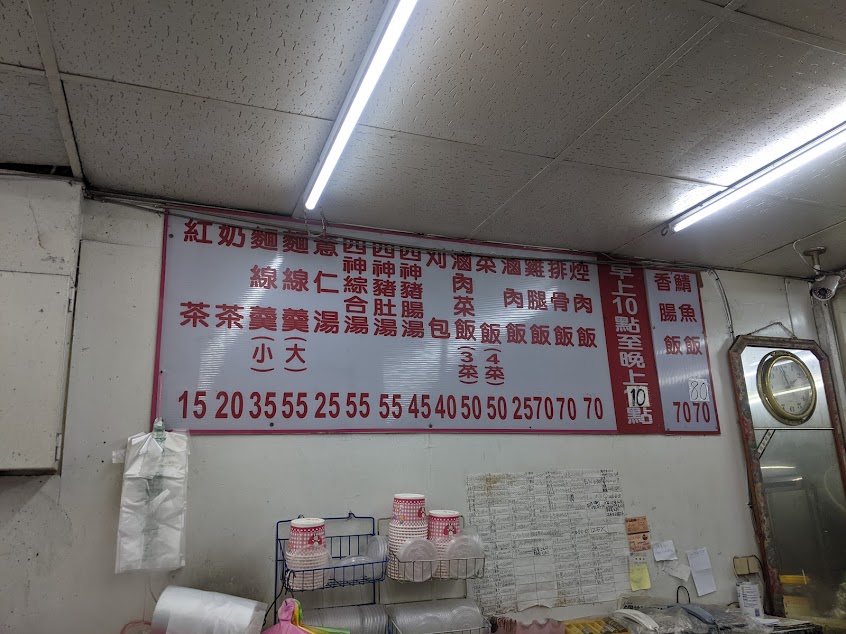 鯖魚飯 80 70
香腸飯 70
早上10點至晚上10點
焢肉飯 70
排骨飯 70
雞腿飯 70
滷肉飯 25
菜飯(4菜) 50
滷肉菜飯(3菜) 50
刈包 40
四神豬腸湯 45
四神豬肚湯 55
四神綜合湯 55
薏仁湯 25
麵線羹(大) 55
麵線羹(小) 35
奶茶 20
紅茶 15